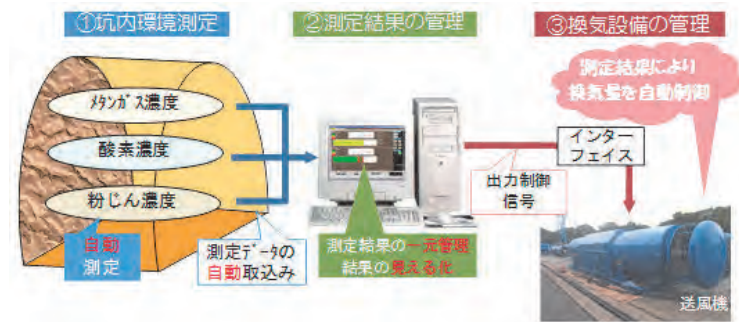 ①坑内環境測定
②測定結果の管理
③換気設備の管理
測定結果により
換気量を自動制御
メタンガス濃度
酸素濃度
粉じん濃度
自動
測定
測定データの
自動取込み
測定結果の一元管理
結果の見える化
出力制御
信号
インター
フェイス
送風機